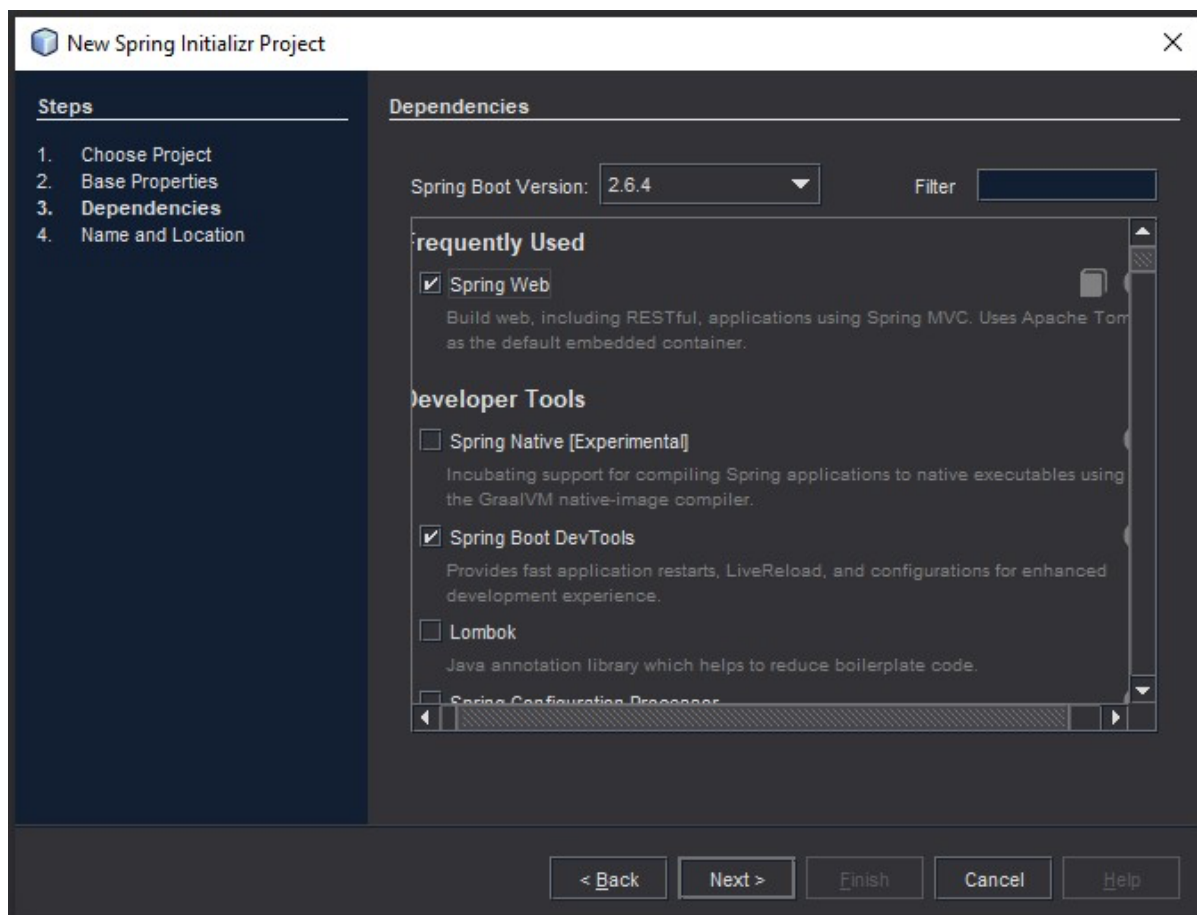 New Spring Initializr Project
Steps
1. Choose Project
2. Base Properties
3. Dependencies
4. Name and Location
Dependencies
Spring Boot Version: 2.6.4 Filter
requently Used
Spring Web
Build web, including RESTful, applications using Spring MVC. Uses Apache Tom
as the default embedded container.
eveloper Tools
Spring Native [Experimental]
Incubating support for compiling Spring applications to native executables using
the GraalVM native-image compiler.
Spring Boot DevTools
Provides fast application restarts, LiveReload, and configurations for enhanced
development experience.
Lombok
Java annotation library which helps to reduce boilerplate code.
Spring Configuration Processor
< Back Next > Finish Cancel Help